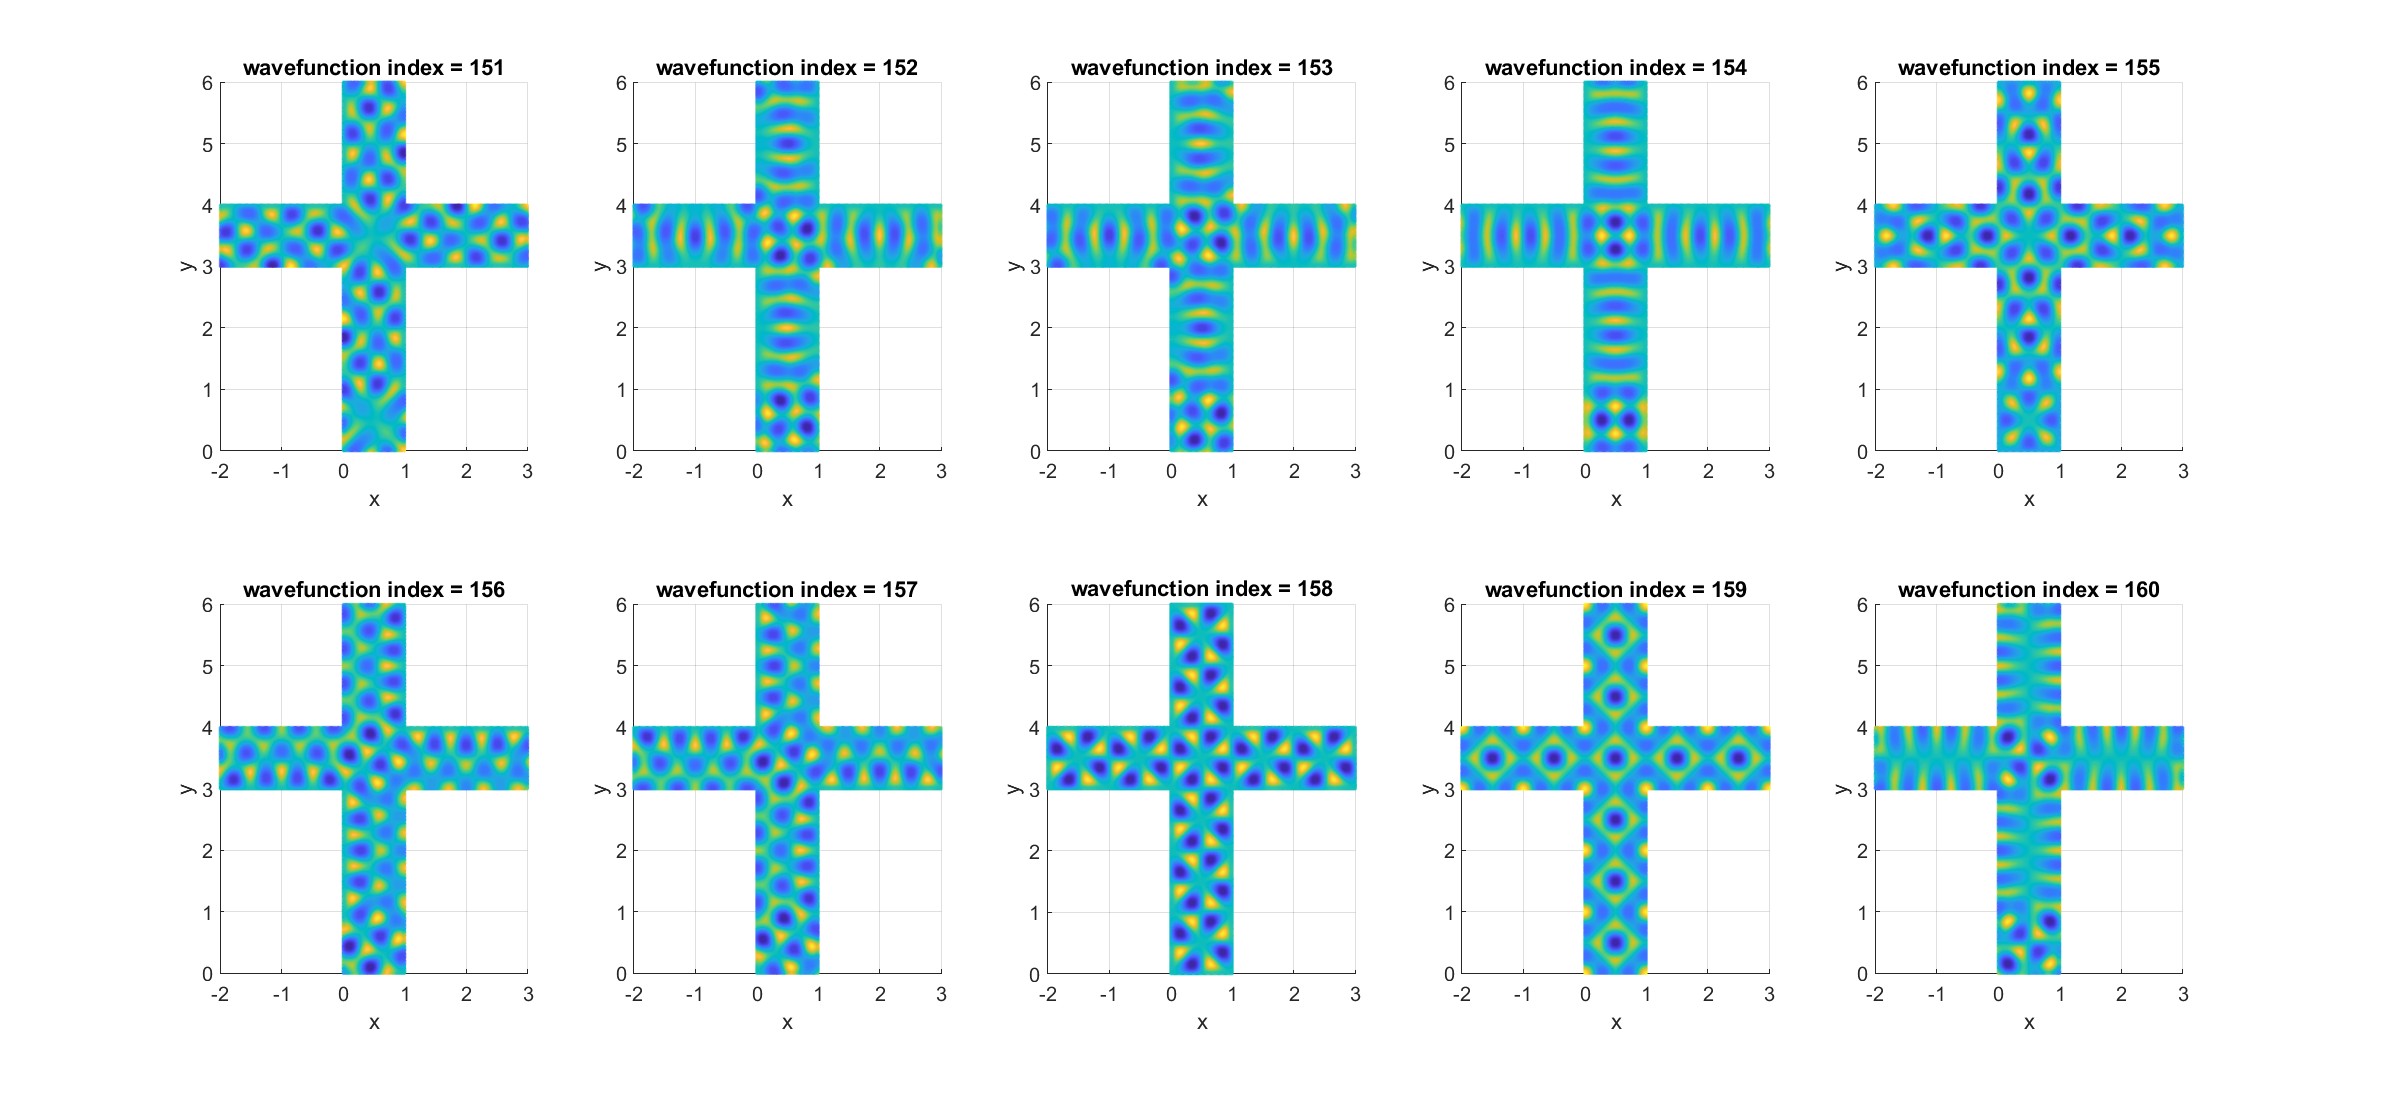 wavefunction index = 151
wavefunction index = 152
wavefunction index = 153
wavefunction index = 154
wavefunction index = 155
6
5
4
3
2
1
0
y
-2 -1 0 1 2 3
x
6
5
4
3
2
1
0
y
-2 -1 0 1 2 3
x
6
5
4
3
2
1
0
y
-2 -1 0 1 2 3
x
6
5
4
3
2
1
0
y
-2 -1 0 1 2 3
x
6
5
4
3
2
1
0
y
-2 -1 0 1 2 3
x
wavefunction index = 156
wavefunction index = 157
wavefunction index = 158
wavefunction index = 159
wavefunction index = 160
6
5
4
3
2
1
0
y
-2 -1 0 1 2 3
x
6
5
4
3
2
1
0
y
-2 -1 0 1 2 3
x
6
5
4
3
2
1
0
y
-2 -1 0 1 2 3
x
6
5
4
3
2
1
0
y
-2 -1 0 1 2 3
x
6
5
4
3
2
1
0
y
-2 -1 0 1 2 3
x